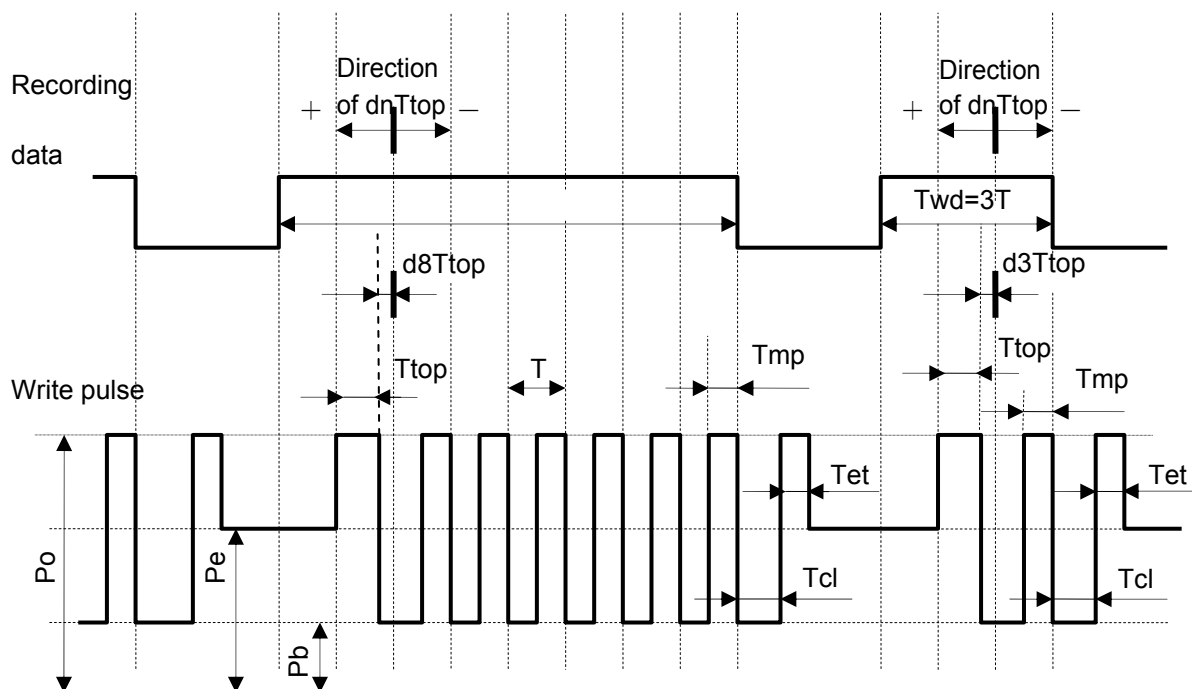 Recording
data
Direction
of dnTtop
+
−
Direction
of dnTtop
+
−
Twd=3T
d8Ttop
d3Ttop
Write pulse
Ttop
T
Tmp
Ttop
Tmp
Tet
Tet
Tcl
Tcl
Po
Pe
Pb